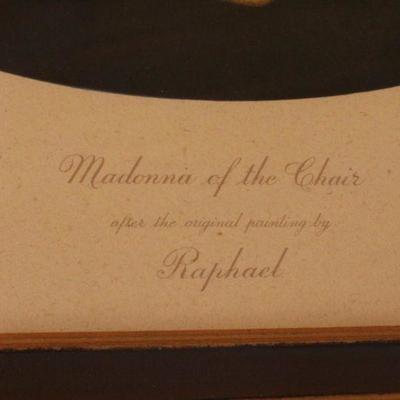 Madonna of the Chair
after the original painting by
Raphael